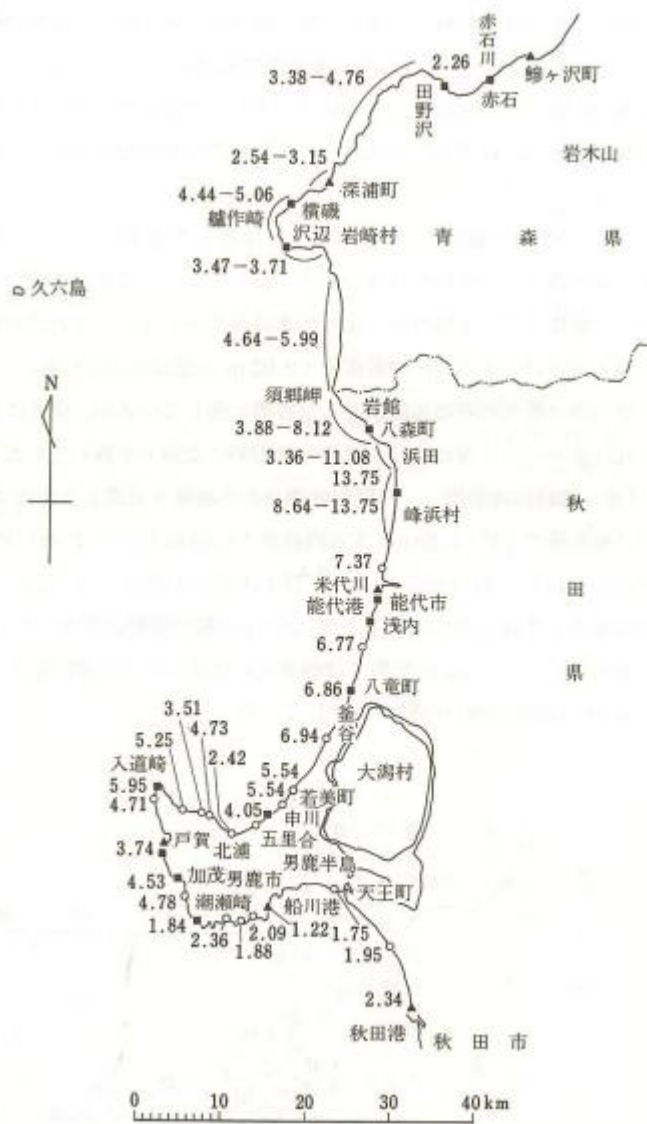 赤石川
2.26
鰺ヶ沢町
3.38－4.76
田野沢
赤石
岩木山
2.54－3.15
深浦町
4.44－5.06
横磯
艫作崎
沢辺
岩崎村
青森県
3.47－3.71
久六島
4.64－5.99
N
須郷岬
岩館
3.88－8.12
八森町
3.36－11.08
浜田
13.75
8.64－13.75
峰浜村
秋田県
7.37
米代川
能代港
能代市
浅内
6.77
6.86
八竜町
釜谷
3.51
4.73
5.25
2.42
6.94
大潟村
入道崎
5.54
5.95
5.54
若美町
4.71
4.05
申川
戸賀
北浦
五里合
3.74
男鹿半島
加茂
男鹿市
4.53
天王町
4.78
潮瀬崎
船川港
1.84
2.36
2.09
1.22
1.75
1.88
1.95
2.34
秋田港
秋田市
0
10
20
30
40km